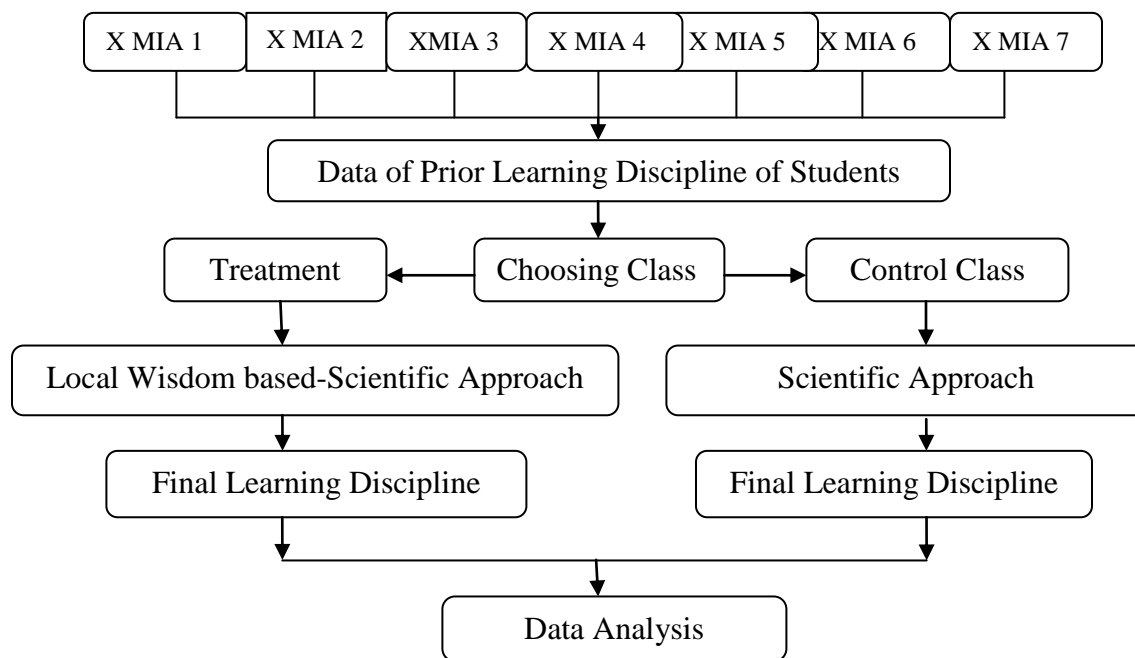 X MIA 1
X MIA 2
XMIA 3
X MIA 4
X MIA 5
X MIA 6
X MIA 7
Data of Prior Learning Discipline of Students
Treatment
Choosing Class
Control Class
Local Wisdom based-Scientific Approach
Scientific Approach
Final Learning Discipline
Final Learning Discipline
Data Analysis